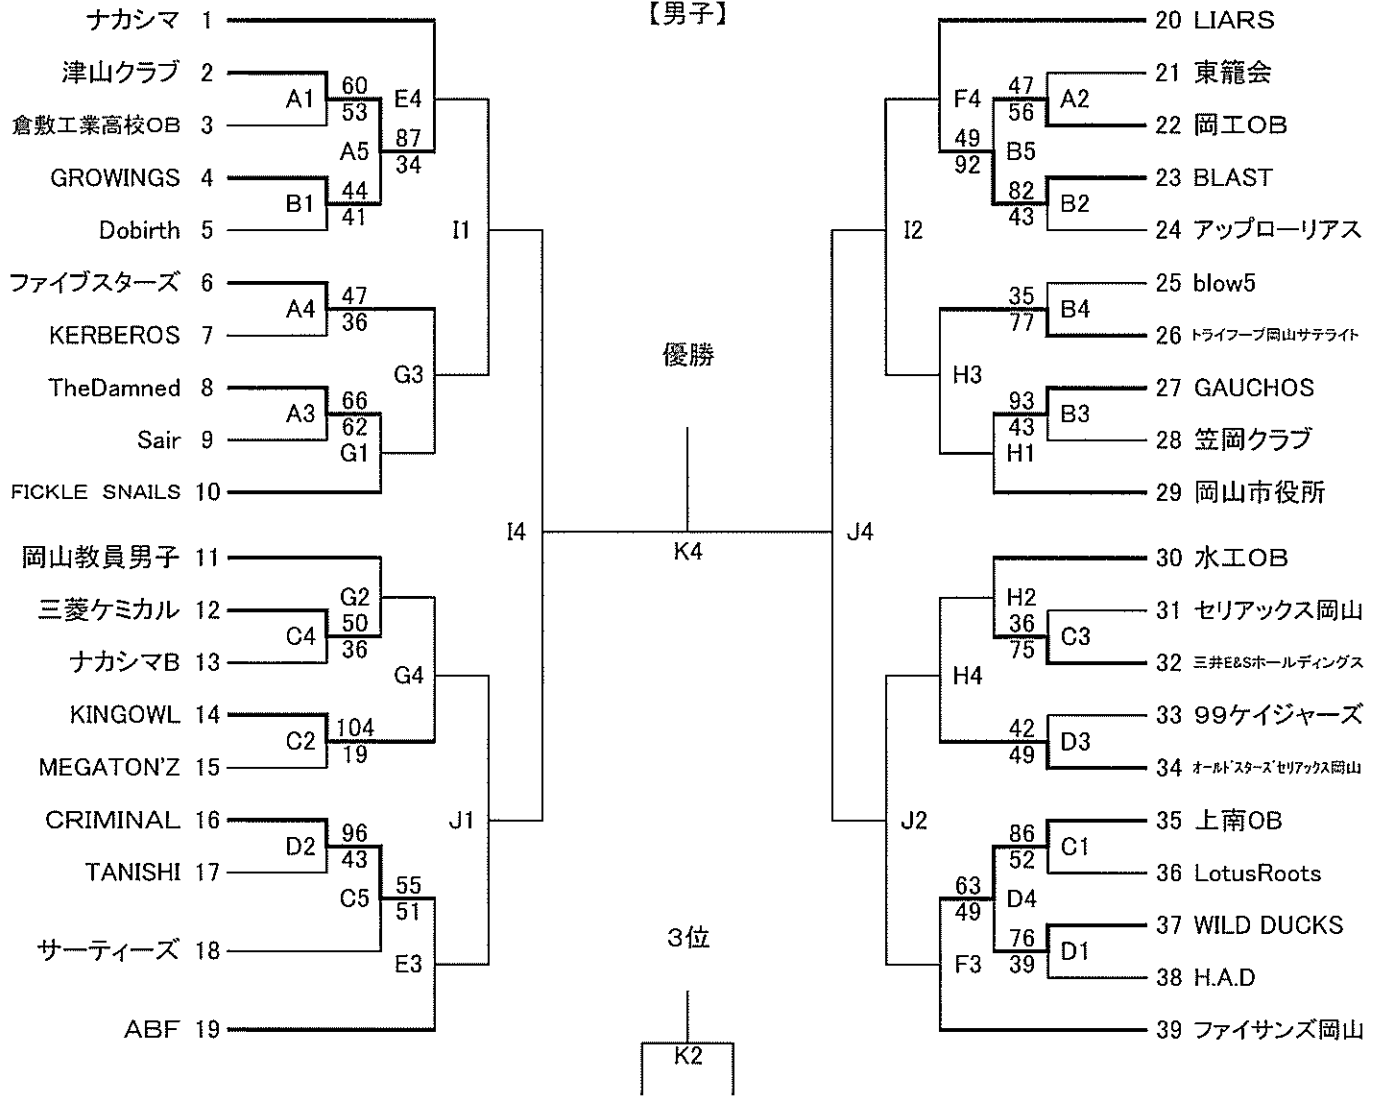 【男子】
ナカシマ 1
津山クラブ 2
A1
60
53
倉敷工業高校OB 3
E4
A5
87
34
GROWINGS 4
B1
44
41
Dobirth 5
I1
ファイブスターズ 6
A4
47
36
KERBEROS 7
G3
TheDamned 8
A3
66
62
Sair 9
G1
FICKLE SNAILS 10
I4
岡山教員男子 11
G2
三菱ケミカル 12
C4
50
36
ナカシマB 13
G4
KINGOWL 14
C2
104
19
MEGATON'Z 15
J1
CRIMINAL 16
D2
96
43
TANISHI 17
C5
55
51
サーティーズ 18
E3
ABF 19
優勝
K4
3位
K2
20 LIARS
21 東籠会
47
56
A2
22 岡工OB
F4
49
92
B5
23 BLAST
82
43
B2
24 アップローリアス
I2
25 blow5
35
77
B4
26 トライフープ岡山サテライト
H3
27 GAUCHOS
93
43
B3
28 笠岡クラブ
H1
29 岡山市役所
J4
30 水工OB
H2
31 セリアックス岡山
36
75
C3
32 三井E&Sホールディングス
H4
33 99ケイジャーズ
42
49
D3
34 オールドスターズセリアックス岡山
J2
35 上南OB
86
52
C1
36 LotusRoots
63
49
D4
37 WILD DUCKS
76
39
D1
38 H.A.D
F3
39 ファイサンズ岡山